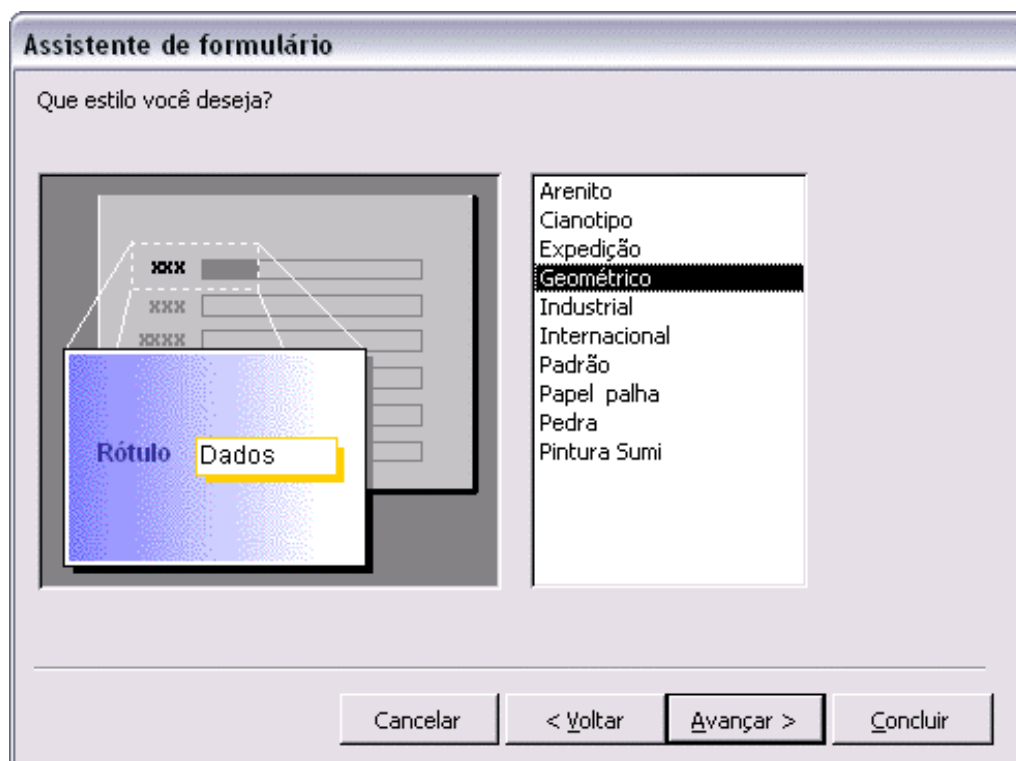 Assistente de formulário
Que estilo você deseja?
xxx
xxx
xxxx
Rótulo
Dados
Arenito
Cianotipo
Expedição
Geométrico
Industrial
Internacional
Padrão
Papel palha
Pedra
Pintura Sumi
Cancelar
< Voltar
Avançar >
Concluir